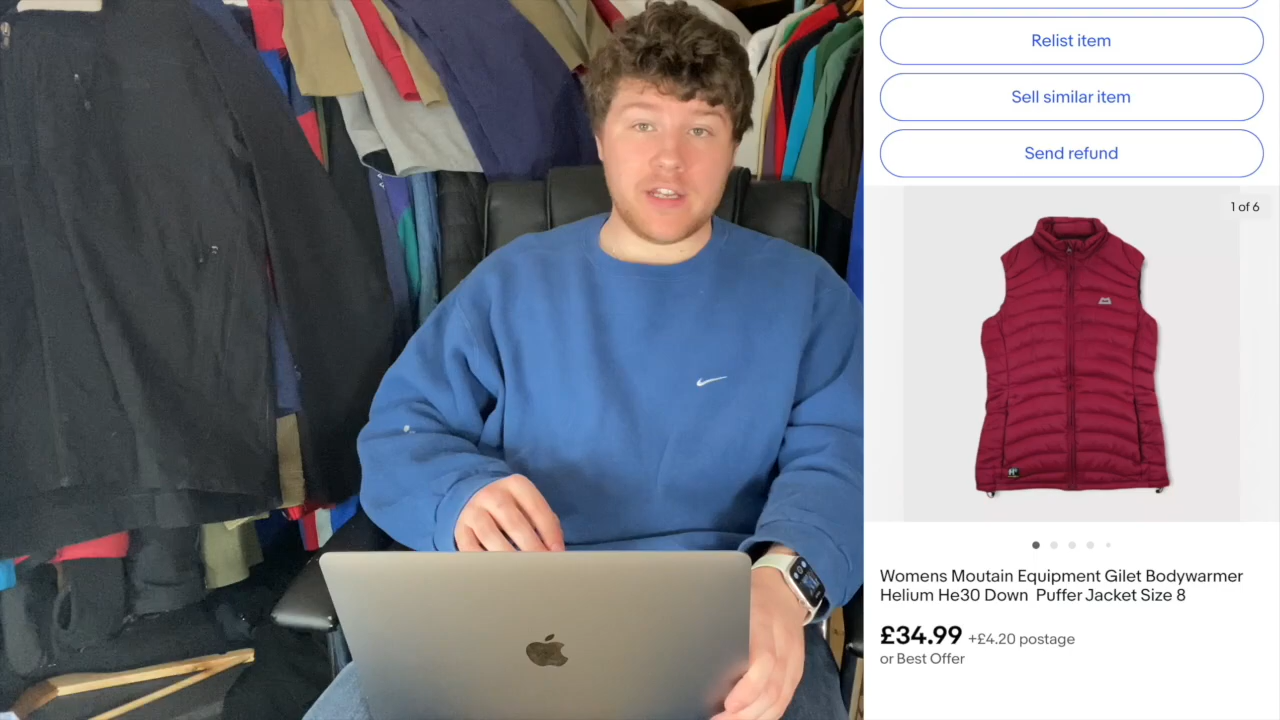 Relist item
Sell similar item
Send refund
1 of 6
Womens Moutain Equipment Gilet Bodywarmer
Helium He30 Down Puffer Jacket Size 8
£34.99 +£4.20 postage
or Best Offer